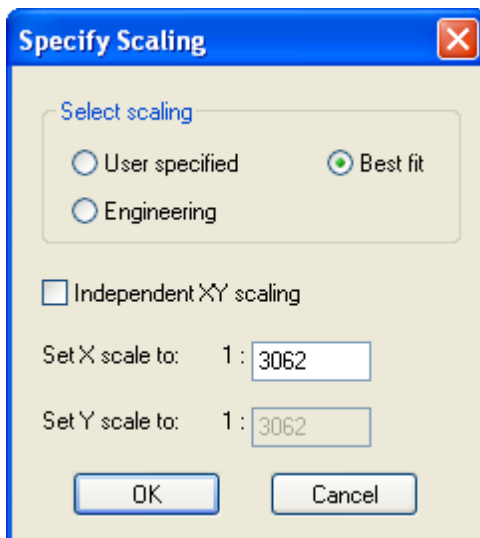 Specify Scaling
Select scaling
User specified
Best fit
Engineering
Independent XY scaling
Set X scale to: 1 : 3062
Set Y scale to: 1 : 3062
OK
Cancel